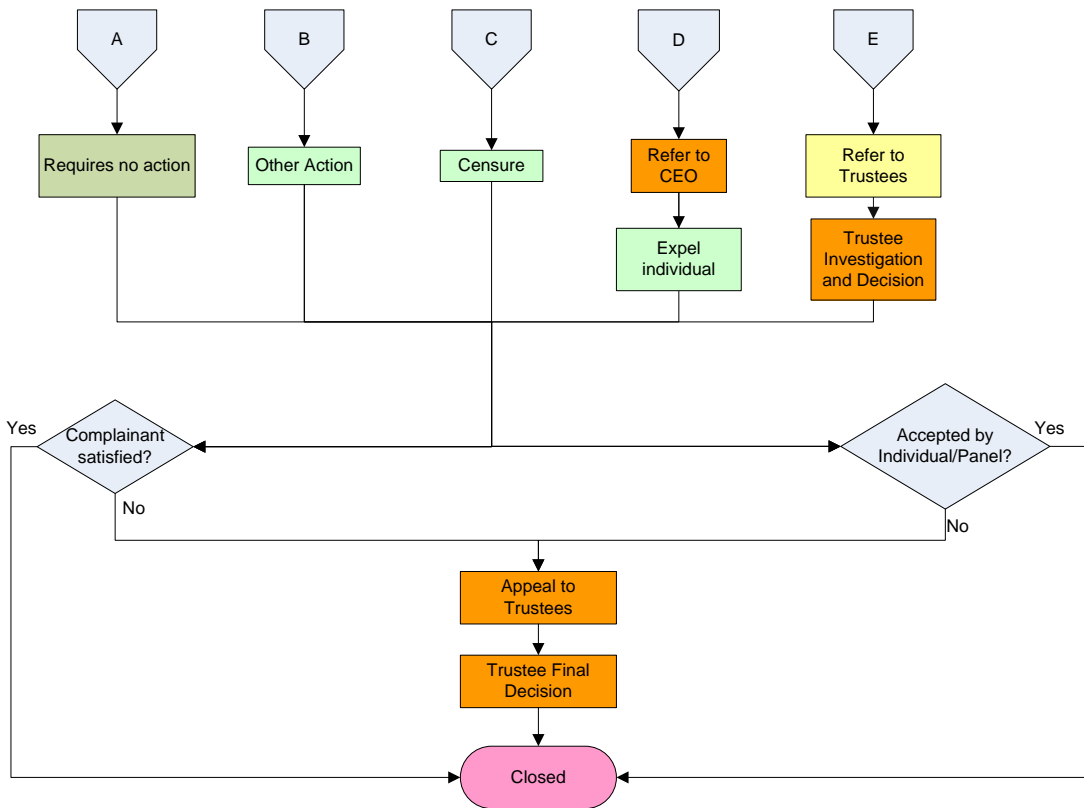 A
B
C
D
E
Requires no action
Other Action
Censure
Refer to
CEO
Refer to
Trustees
Expel
individual
Trustee
Investigation
and Decision
Yes
Complainant
satisfied?
No
Accepted by
Individual/Panel?
Yes
No
Appeal to
Trustees
Trustee Final
Decision
Closed